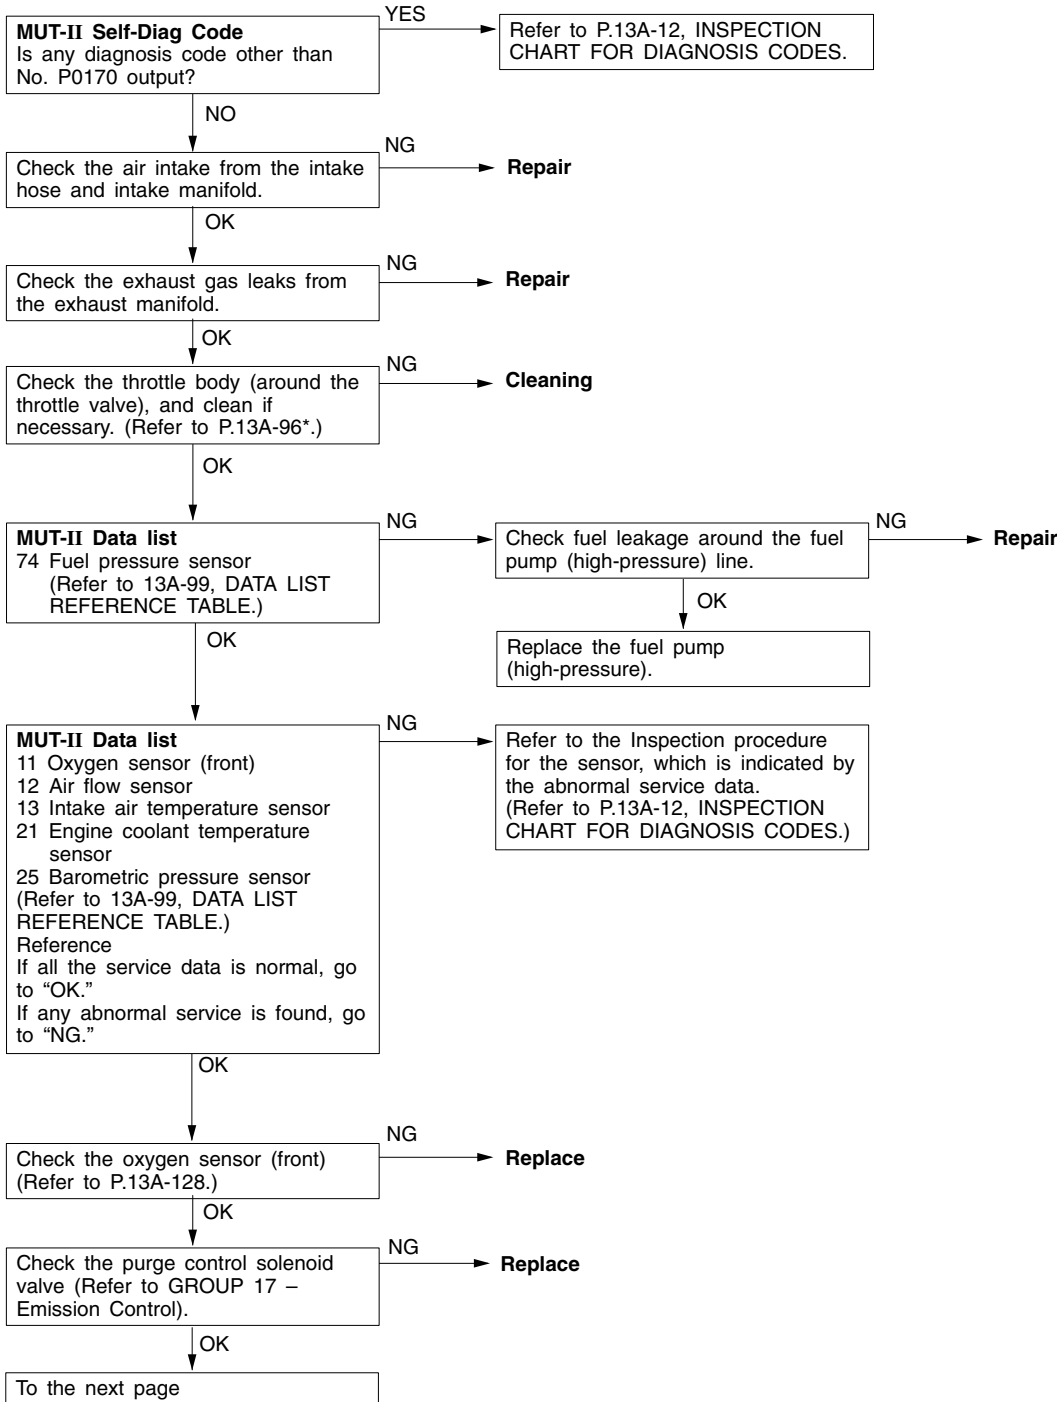 MUT-II Self-Diag Code
Is any diagnosis code other than
No. P0170 output?
YES
Refer to P.13A-12, INSPECTION
CHART FOR DIAGNOSIS CODES.
NO
Check the air intake from the intake
hose and intake manifold.
NG
Repair
OK
Check the exhaust gas leaks from
the exhaust manifold.
NG
Repair
OK
Check the throttle body (around the
throttle valve), and clean if
necessary. (Refer to P.13A-96*.)
NG
Cleaning
OK
MUT-II Data list
74 Fuel pressure sensor
(Refer to 13A-99, DATA LIST
REFERENCE TABLE.)
NG
Check fuel leakage around the fuel
pump (high-pressure) line.
NG
Repair
OK
Replace the fuel pump
(high-pressure).
OK
MUT-II Data list
11 Oxygen sensor (front)
12 Air flow sensor
13 Intake air temperature sensor
21 Engine coolant temperature
sensor
25 Barometric pressure sensor
(Refer to 13A-99, DATA LIST
REFERENCE TABLE.)
Reference
If all the service data is normal, go
to “OK.”
If any abnormal service is found, go
to “NG.”
NG
Refer to the Inspection procedure
for the sensor, which is indicated by
the abnormal service data.
(Refer to P.13A-12, INSPECTION
CHART FOR DIAGNOSIS CODES.)
OK
Check the oxygen sensor (front)
(Refer to P.13A-128.)
NG
Replace
OK
Check the purge control solenoid
valve (Refer to GROUP 17 –
Emission Control).
NG
Replace
OK
To the next page